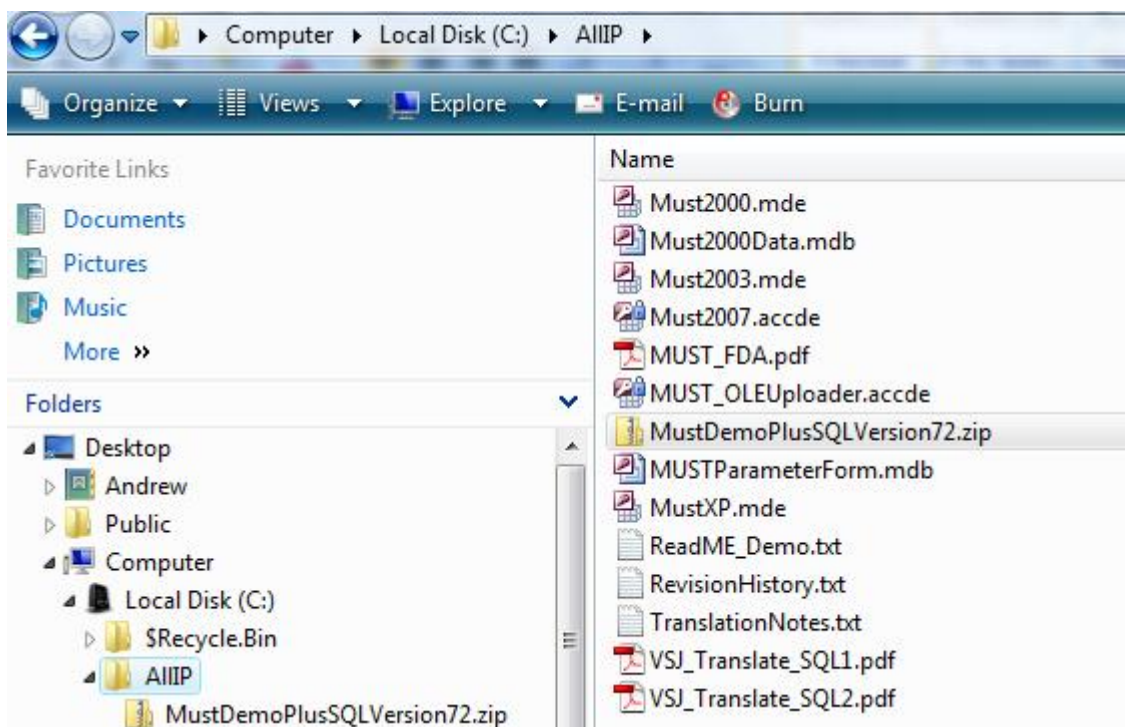 Computer ▸ Local Disk (C:) ▸ AllIP ▸
Organize Views Explore E-mail Burn
Favorite Links
Documents
Pictures
Music
More »
Folders
Desktop
Andrew
Public
Computer
Local Disk (C:)
$Recycle.Bin
AllIP
MustDemoPlusSQLVersion72.zip
Name
Must2000.mde
Must2000Data.mdb
Must2003.mde
Must2007.accde
MUST_FDA.pdf
MUST_OLEUploader.accde
MustDemoPlusSQLVersion72.zip
MUSTParameterForm.mdb
MustXP.mde
ReadME_Demo.txt
RevisionHistory.txt
TranslationNotes.txt
VSJ_Translate_SQL1.pdf
VSJ_Translate_SQL2.pdf